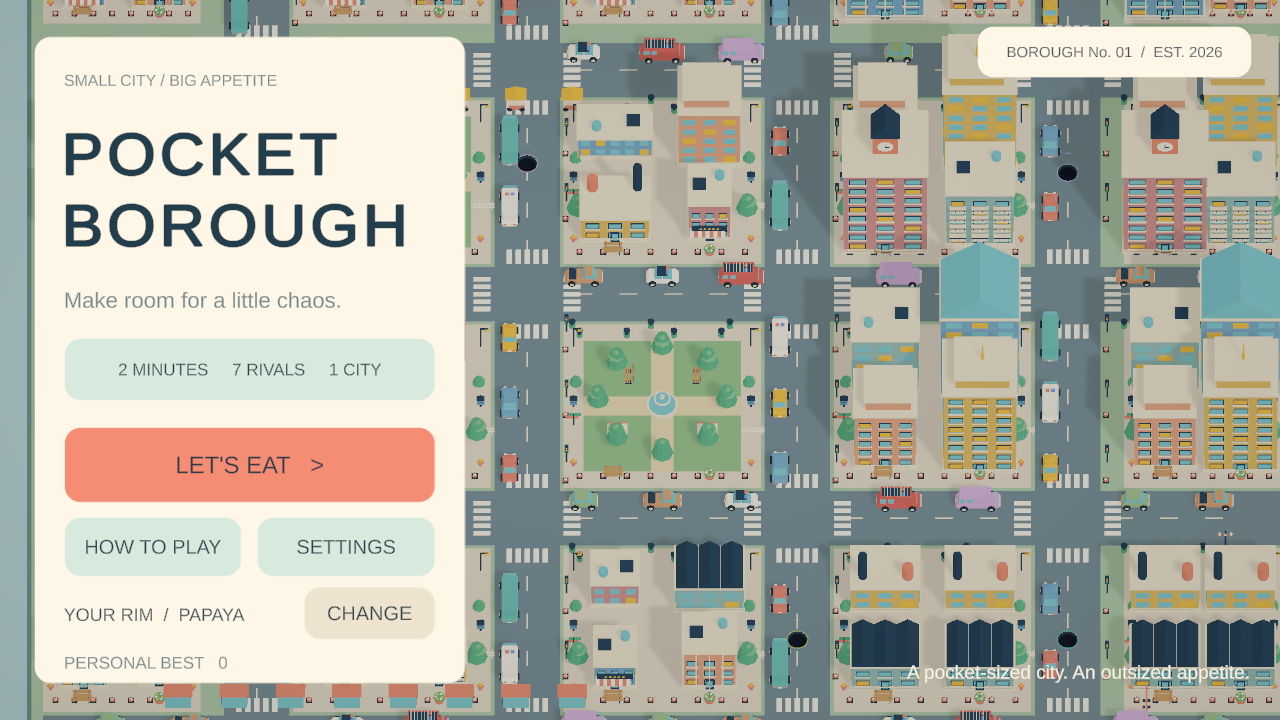 SMALL CITY / BIG APPETITE
POCKET
BOROUGH
Make room for a little chaos.
2 MINUTES 7 RIVALS 1 CITY
LET'S EAT >
HOW TO PLAY
SETTINGS
YOUR RIM / PAPAYA
CHANGE
PERSONAL BEST 0
BOROUGH No. 01 / EST. 2026
A pocket-sized city. An outsized appetite.